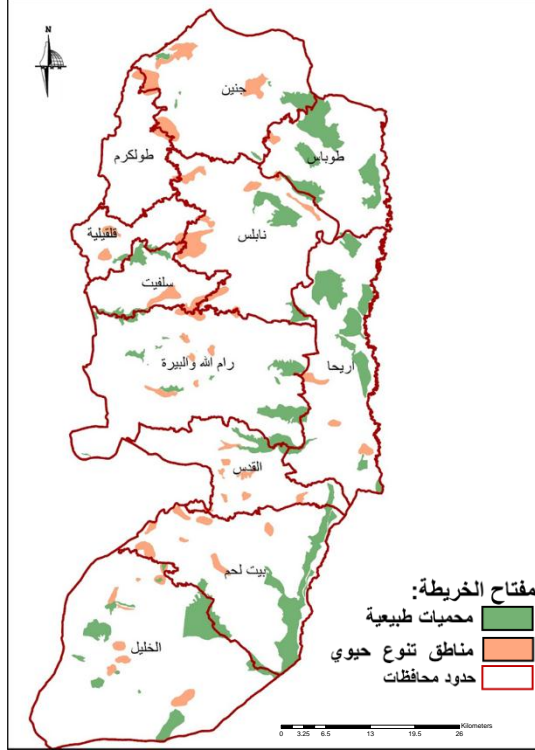 N
جنين
طولكرم
طوباس
قلقيلية
نابلس
سلفيت
رام الله والبيرة
أريحا
القدس
بيت لحم
الخليل
مفتاح الخريطة:
محميات طبيعية
مناطق تنوع حيوي
حدود محافظات
Kilometers
0 3.25 6.5 13 19.5 26